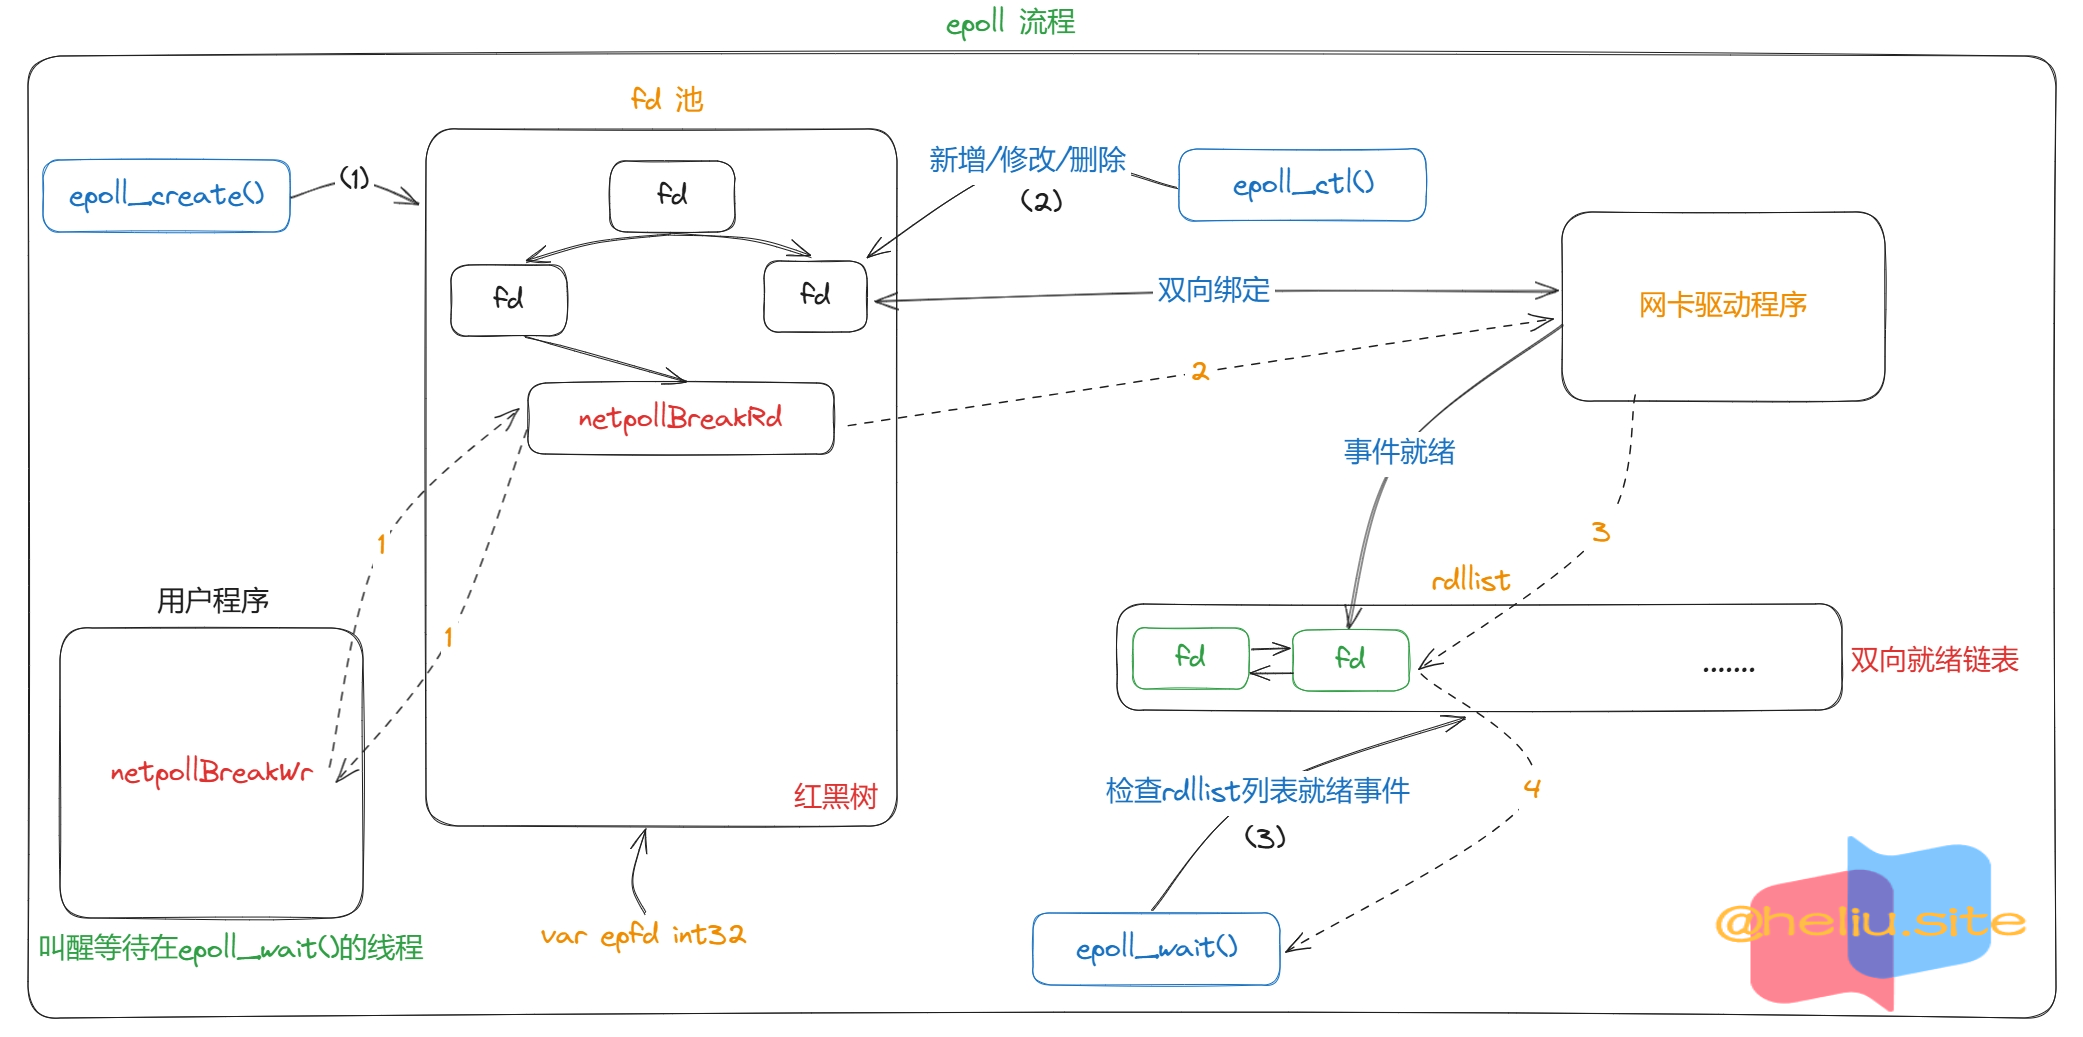 epoll 流程
fd 池
epoll_create()
(1)
fd
新增/修改/删除
(2)
epoll_ctl()
fd
fd
双向绑定
网卡驱动程序
2
netpollBreakRd
事件就绪
1
3
rdllist
用户程序
1
fd
fd
.......
双向就绪链表
netpollBreakWr
红黑树
检查rdllist列表就绪事件
4
(3)
var epfd int32
叫醒等待在epoll_wait()的线程
epoll_wait()
@heliu.site